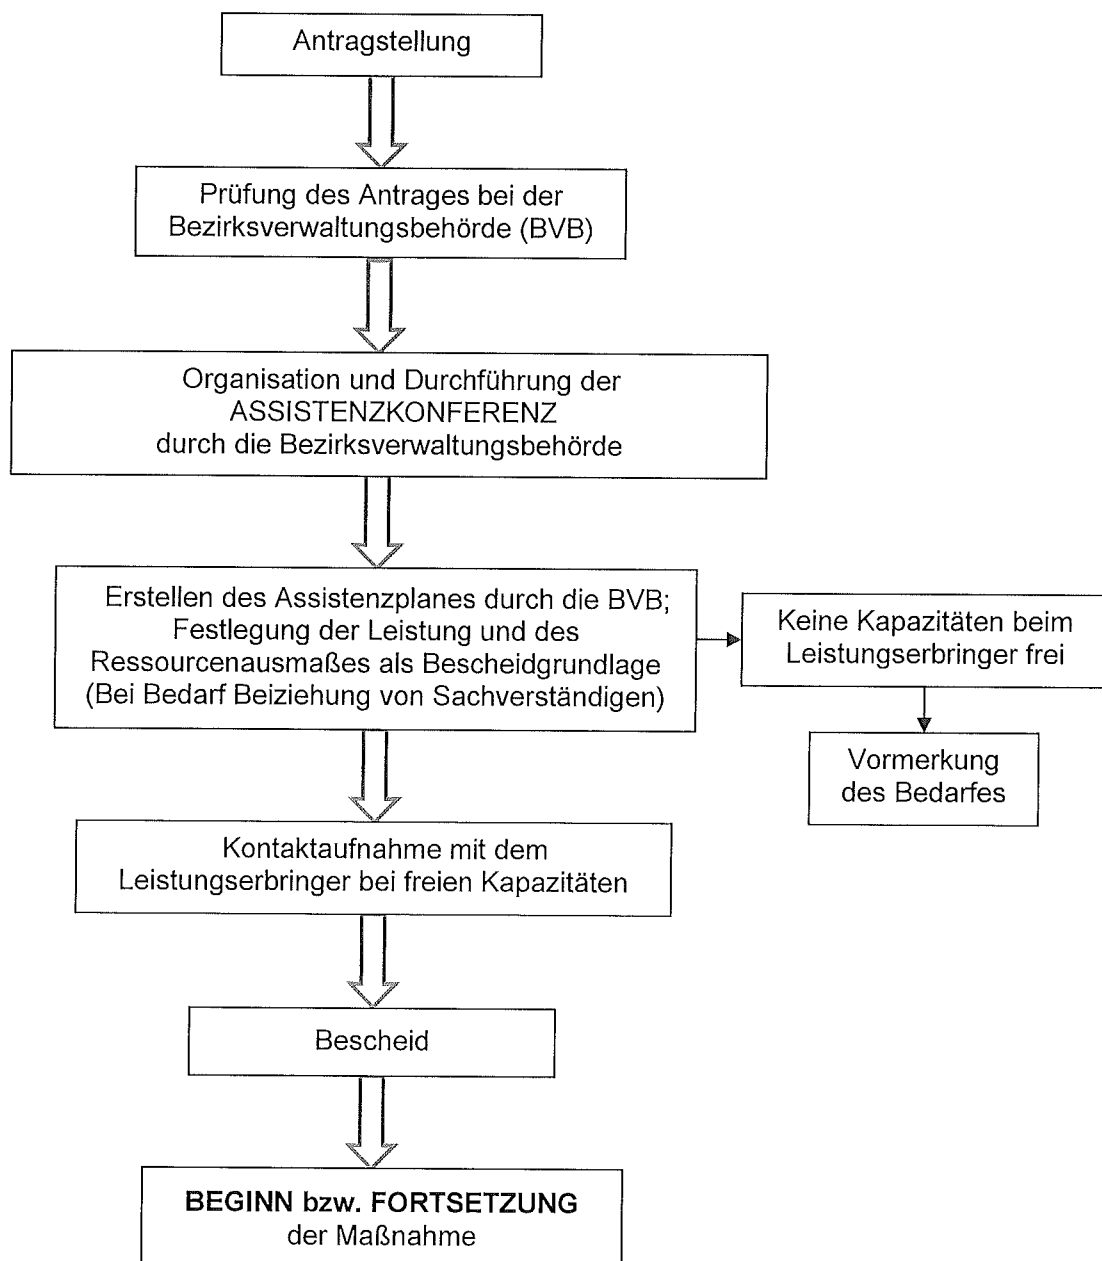 Antragstellung
Prüfung des Antrages bei der
Bezirksverwaltungsbehörde (BVB)
Organisation und Durchführung der
ASSISTENZKONFERENZ
durch die Bezirksverwaltungsbehörde
Erstellen des Assistenzplanes durch die BVB;
Festlegung der Leistung und des
Ressourcenausmaßes als Bescheidgrundlage
(Bei Bedarf Beiziehung von Sachverständigen)
Keine Kapazitäten beim
Leistungserbringer frei
Vormerkung
des Bedarfes
Kontaktaufnahme mit dem
Leistungserbringer bei freien Kapazitäten
Bescheid
BEGINN bzw. FORTSETZUNG
der Maßnahme